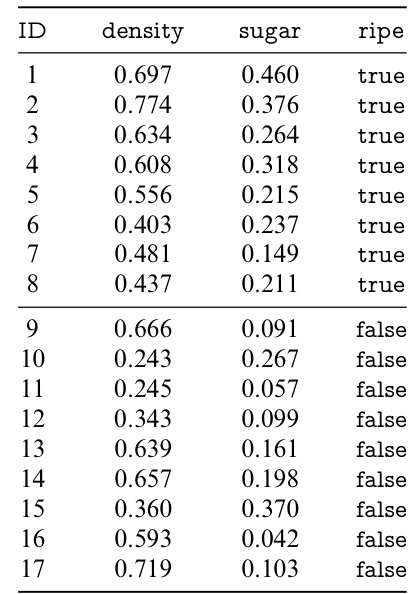 ID density sugar ripe
1 0.697 0.460 true
2 0.774 0.376 true
3 0.634 0.264 true
4 0.608 0.318 true
5 0.556 0.215 true
6 0.403 0.237 true
7 0.481 0.149 true
8 0.437 0.211 true
9 0.666 0.091 false
10 0.243 0.267 false
11 0.245 0.057 false
12 0.343 0.099 false
13 0.639 0.161 false
14 0.657 0.198 false
15 0.360 0.370 false
16 0.593 0.042 false
17 0.719 0.103 false